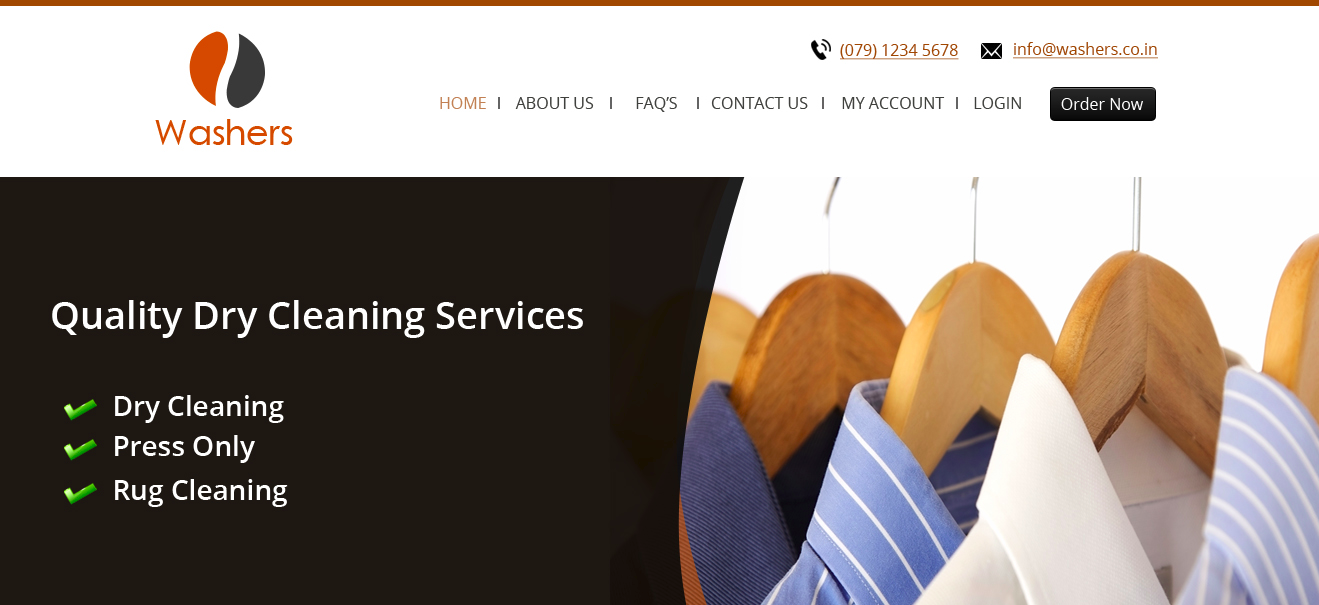 (079) 1234 5678 info@washers.co.in
HOME I ABOUT US I FAQ'S I CONTACT US I MY ACCOUNT I LOGIN Order Now
Washers
Quality Dry Cleaning Services
Dry Cleaning
Press Only
Rug Cleaning